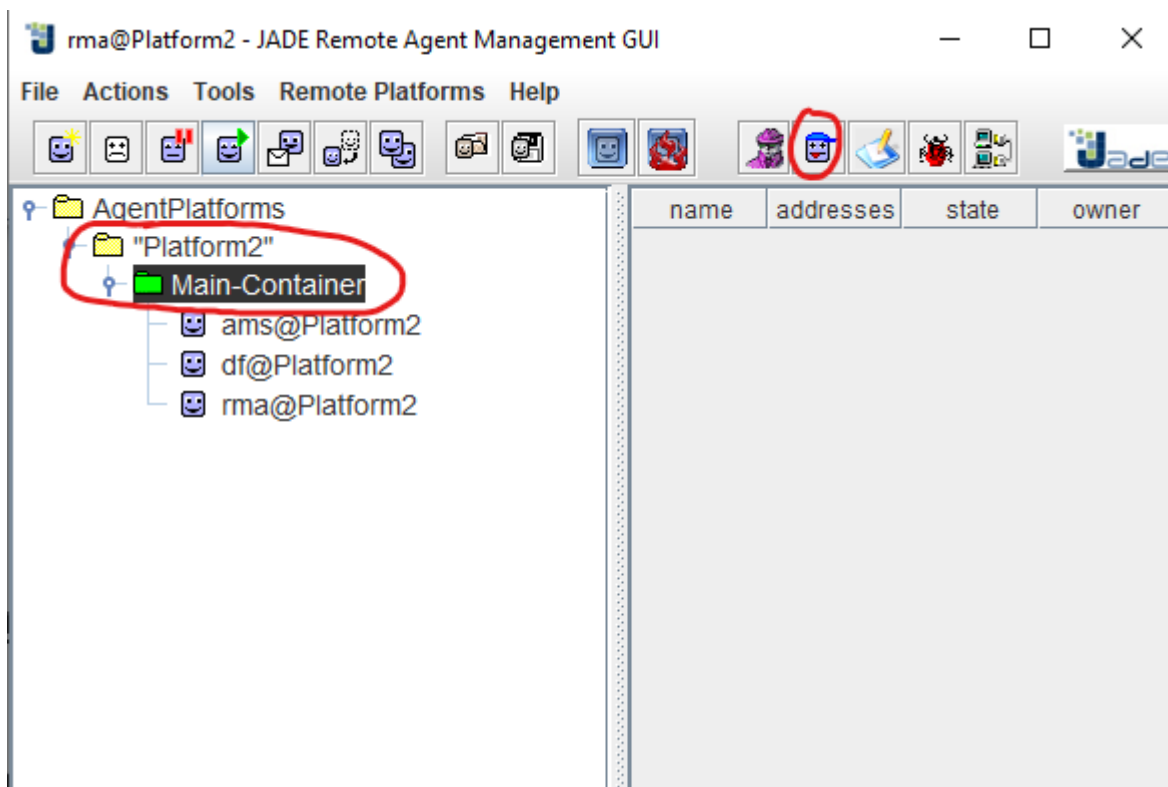 rma@Platform2 - JADE Remote Agent Management GUI
File Actions Tools Remote Platforms Help
Jade
AgentPlatforms
"Platform2"
Main-Container
ams@Platform2
df@Platform2
rma@Platform2
name addresses state owner